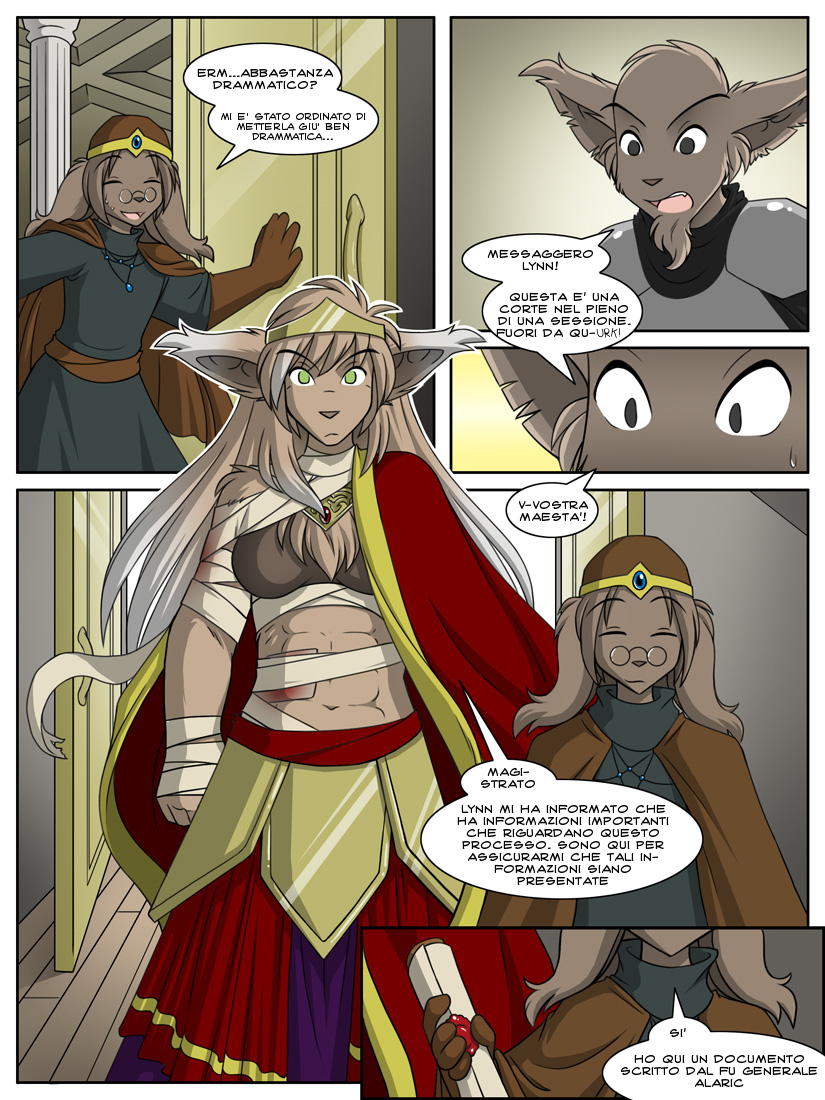 ERM...ABBASTANZA
DRAMMATICO?
MI E' STATO ORDINATO DI
METTERLA GIU' BEN
DRAMMATICA...
MESSAGGERO
LYNN!
QUESTA E' UNA
CORTE NEL PIENO
DI UNA SESSIONE.
FUORI DA QU-URK!
V-VOSTRA
MAESTA'!
MAGI-
STRATO
LYNN MI HA INFORMATO CHE
HA INFORMAZIONI IMPORTANTI
CHE RIGUARDANO QUESTO
PROCESSO. SONO QUI PER
ASSICURARMI CHE TALI IN-
FORMAZIONI SIANO
PRESENTATE
SI'
HO QUI UN DOCUMENTO
SCRITTO DAL FU GENERALE
ALARIC